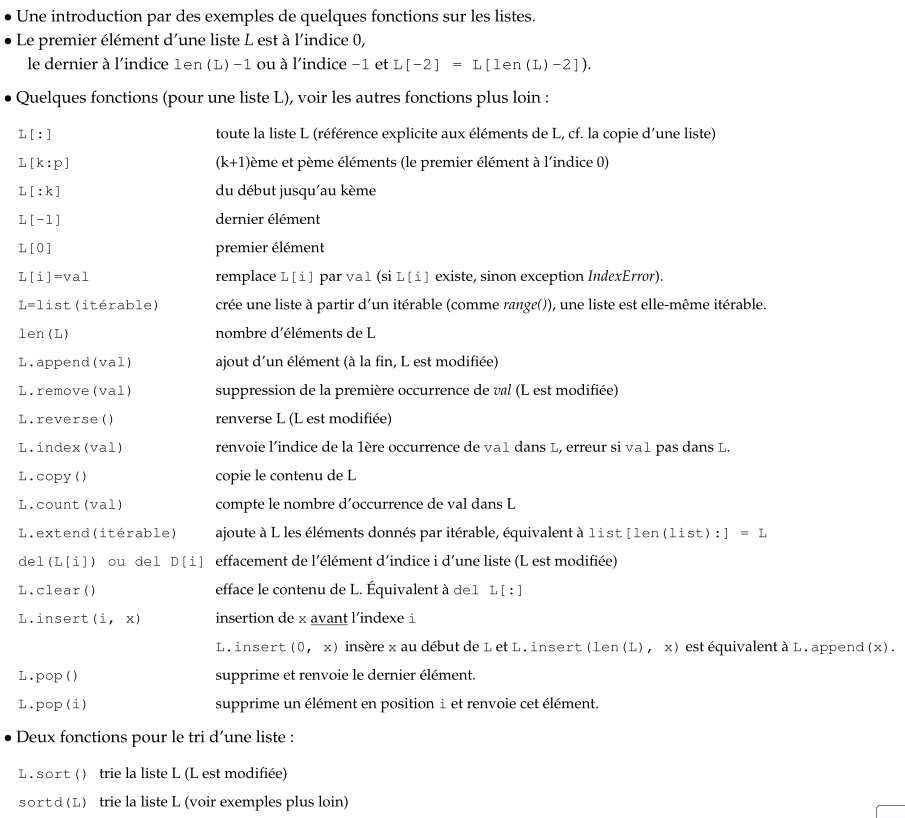 • Une introduction par des exemples de quelques fonctions sur les listes.
• Le premier élément d'une liste L est à l'indice 0,
le dernier à l'indice len(L)-1 ou à l'indice -1 et L[-2] = L[len(L)-2]).
• Quelques fonctions (pour une liste L), voir les autres fonctions plus loin :
L[:] toute la liste L (référence explicite aux éléments de L, cf. la copie d'une liste)
L[k:p] (k+1)ème et pème éléments (le premier élément à l'indice 0)
L[:k] du début jusqu'au kème
L[-1] dernier élément
L[0] premier élément
L[i]=val remplace L[i] par val (si L[i] existe, sinon exception IndexError).
L=list(itérable) crée une liste à partir d'un itérable (comme range()), une liste est elle-même itérable.
len(L) nombre d'éléments de L
L.append(val) ajout d'un élément (à la fin, L est modifiée)
L.remove(val) suppression de la première occurrence de val (L est modifiée)
L.reverse() renverse L (L est modifiée)
L.index(val) renvoie l'indice de la 1ère occurrence de val dans L, erreur si val pas dans L.
L.copy() copie le contenu de L
L.count(val) compte le nombre d'occurrence de val dans L
L.extend(itérable) ajoute à L les éléments donnés par itérable, équivalent à list[len(list):] = L
del(L[i]) ou del D[i] effacement de l'élément d'indice i d'une liste (L est modifiée)
L.clear() efface le contenu de L. Équivalent à del L[:]
L.insert(i, x) insertion de x avant l'indexe i
L.insert(0, x) insère x au début de L et L.insert(len(L), x) est équivalent à L.append(x).
L.pop() supprime et renvoie le dernier élément.
L.pop(i) supprime un élément en position i et renvoie cet élément.
• Deux fonctions pour le tri d'une liste :
L.sort() trie la liste L (L est modifiée)
sortd(L) trie la liste L (voir exemples plus loin)